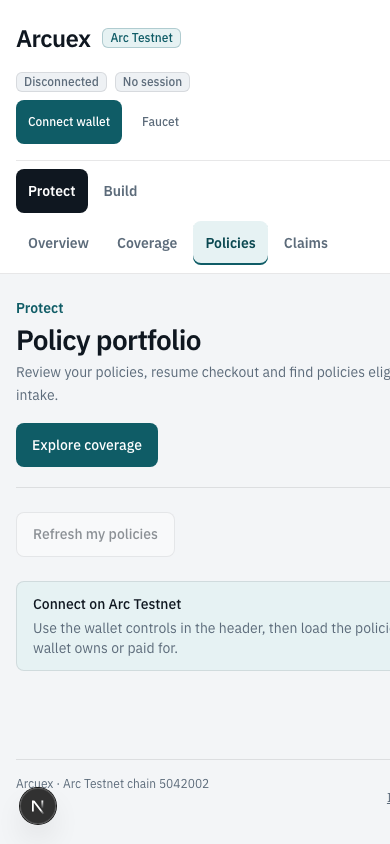 Arcuex
Arc Testnet
Disconnected
No session
Connect wallet
Faucet
Protect
Build
Overview
Coverage
Policies
Claims
Protect
Policy portfolio
Review your policies, resume checkout and find policies
intake.
Explore coverage
Refresh my policies
Connect on Arc Testnet
Use the wallet controls in the header, then load the
wallet owns or paid for.
Arcuex · Arc Testnet chain 5042002
N